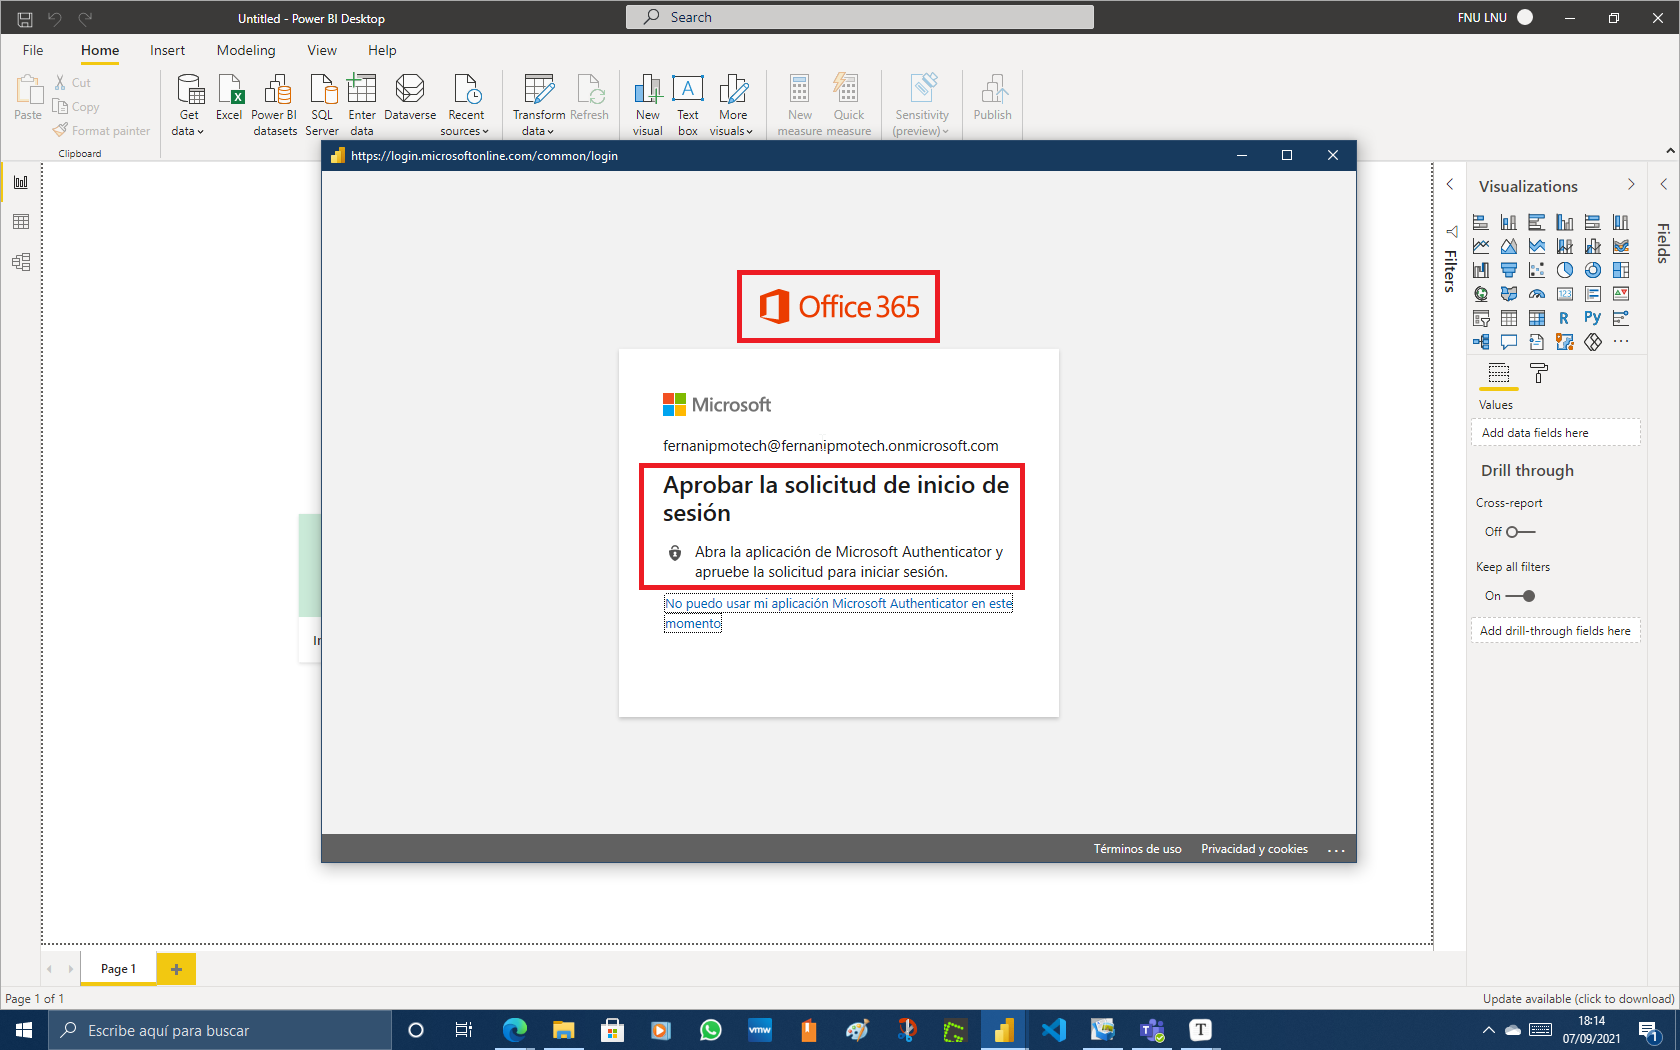 Untitled - Power BI Desktop
Search
FNU LNU
File
Home
Insert
Modeling
View
Help
Paste
Cut
Copy
Format painter
Clipboard
Get
data
Excel
Power BI
datasets
SQL
Server
Enter
data
Dataverse
Recent
sources
Transform
data
Refresh
New
visual
A
Text
box
More
visuals
New
measure
Quick
measure
Sensitivity
(preview)
Publish
https://login.microsoftonline.com/common/login
Office 365
Microsoft
fernanipmotech@fernanipmotech.onmicrosoft.com
Aprobar la solicitud de inicio de
sesión
Abra la aplicación de Microsoft Authenticator y
apruebe la solicitud para iniciar sesión.
No puedo usar mi aplicación Microsoft Authenticator en este
momento
Términos de uso
Privacidad y cookies
...
Filters
Visualizations
123
R
Py
...
Values
Add data fields here
Drill through
Cross-report
Off
Keep all filters
On
Add drill-through fields here
Fields
Page 1
+
Page 1 of 1
Update available (click to download)
Escribe aquí para buscar
vmw
T
18:14
07/09/2021
1